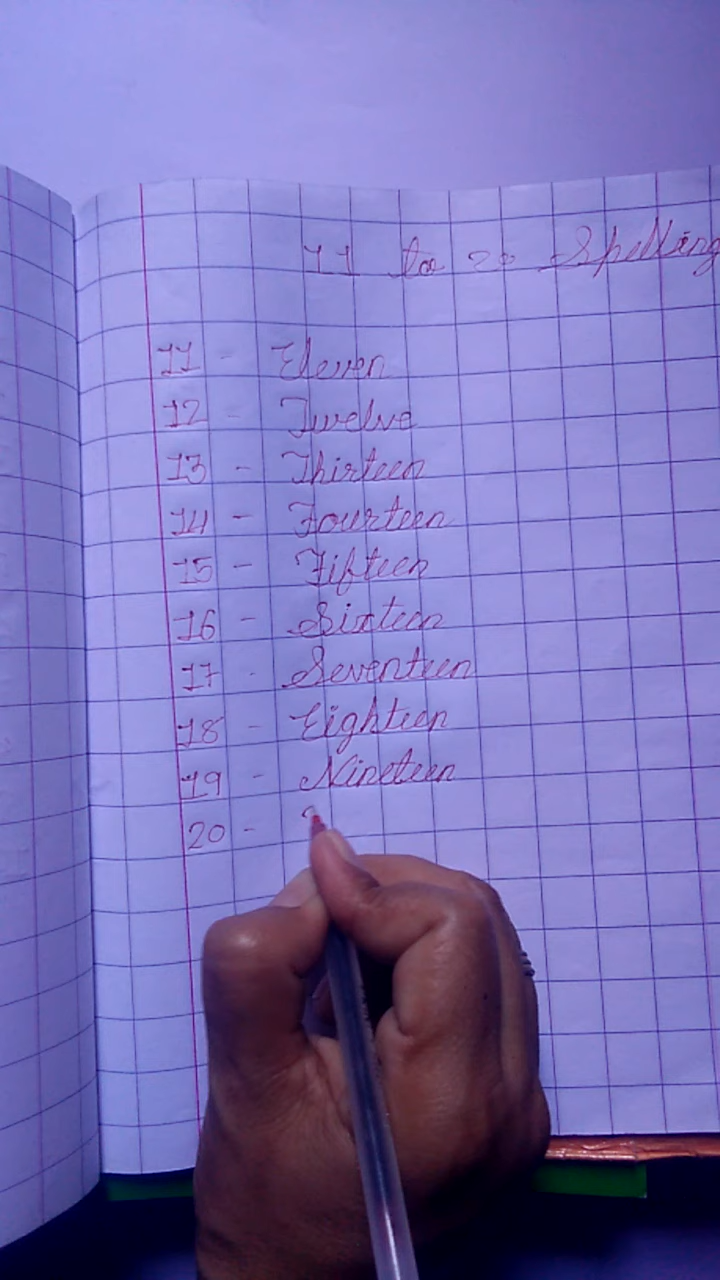 11 to 20 Spelling
11 - Eleven
12 - Twelve
13 - Thirteen
14 - Fourteen
15 - Fifteen
16 - Sixteen
17 - Seventeen
18 - Eighteen
19 - Nineteen
20 -